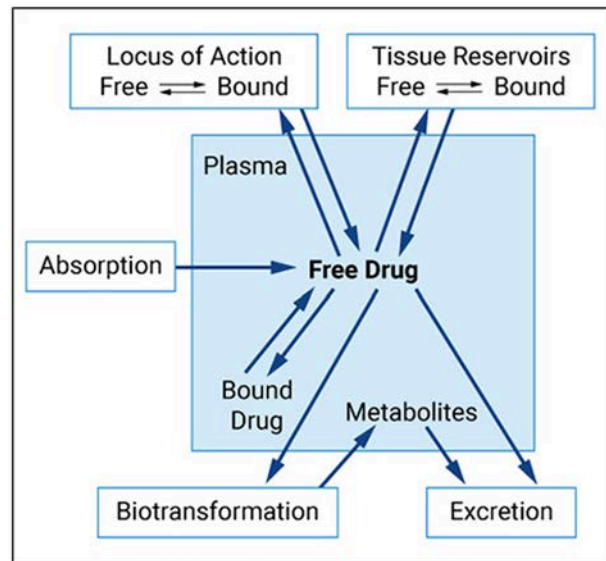 Locus of Action
Free ⇌ Bound
Tissue Reservoirs
Free ⇌ Bound
Plasma
Absorption
Free Drug
Bound
Drug
Metabolites
Biotransformation
Excretion